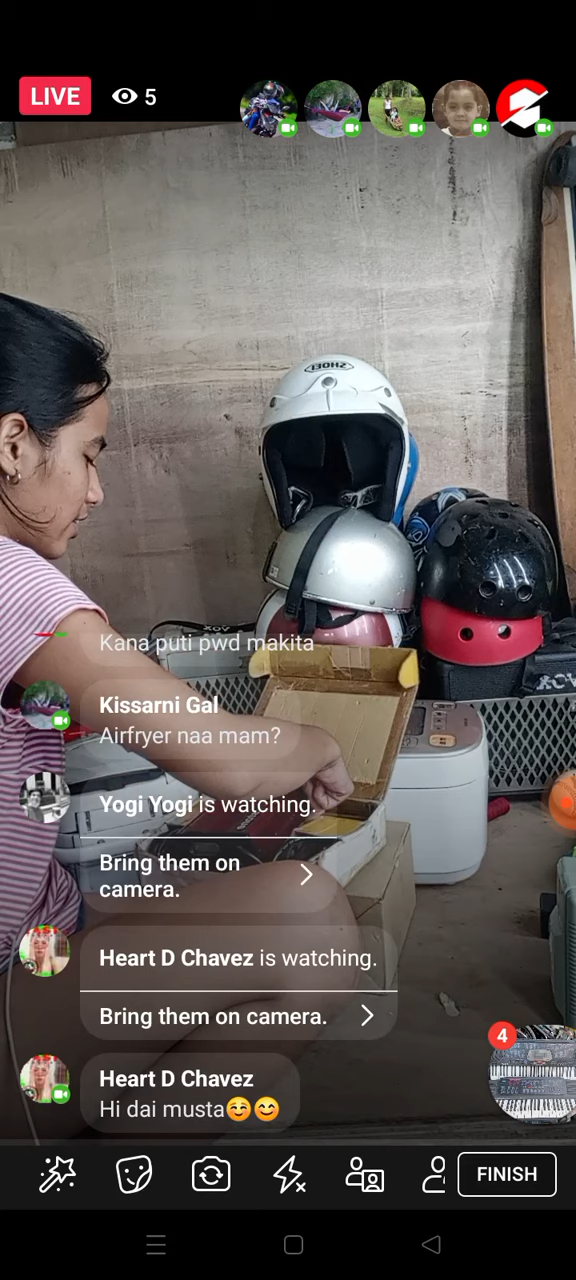 LIVE
5
SHOEI
Kana puti pwd makita
Kissarni Gal
Airfryer naa mam?
Yogi Yogi is watching.
Bring them on
camera.
Heart D Chavez is watching.
Bring them on camera.
4
Heart D Chavez
Hi dai musta☺️😊
FINISH